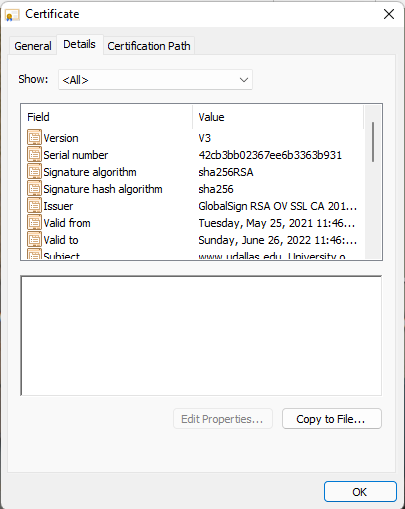 Certificate
General Details Certification Path
Show: <All>
Field Value
Version V3
Serial number 42cb3bb02367ee6b3363b931
Signature algorithm sha256RSA
Signature hash algorithm sha256
Issuer GlobalSign RSA OV SSL CA 201...
Valid from Tuesday, May 25, 2021 11:46...
Valid to Sunday, June 26, 2022 11:46:...
Subject www.udallas.edu, University o...
Edit Properties... Copy to File...
OK